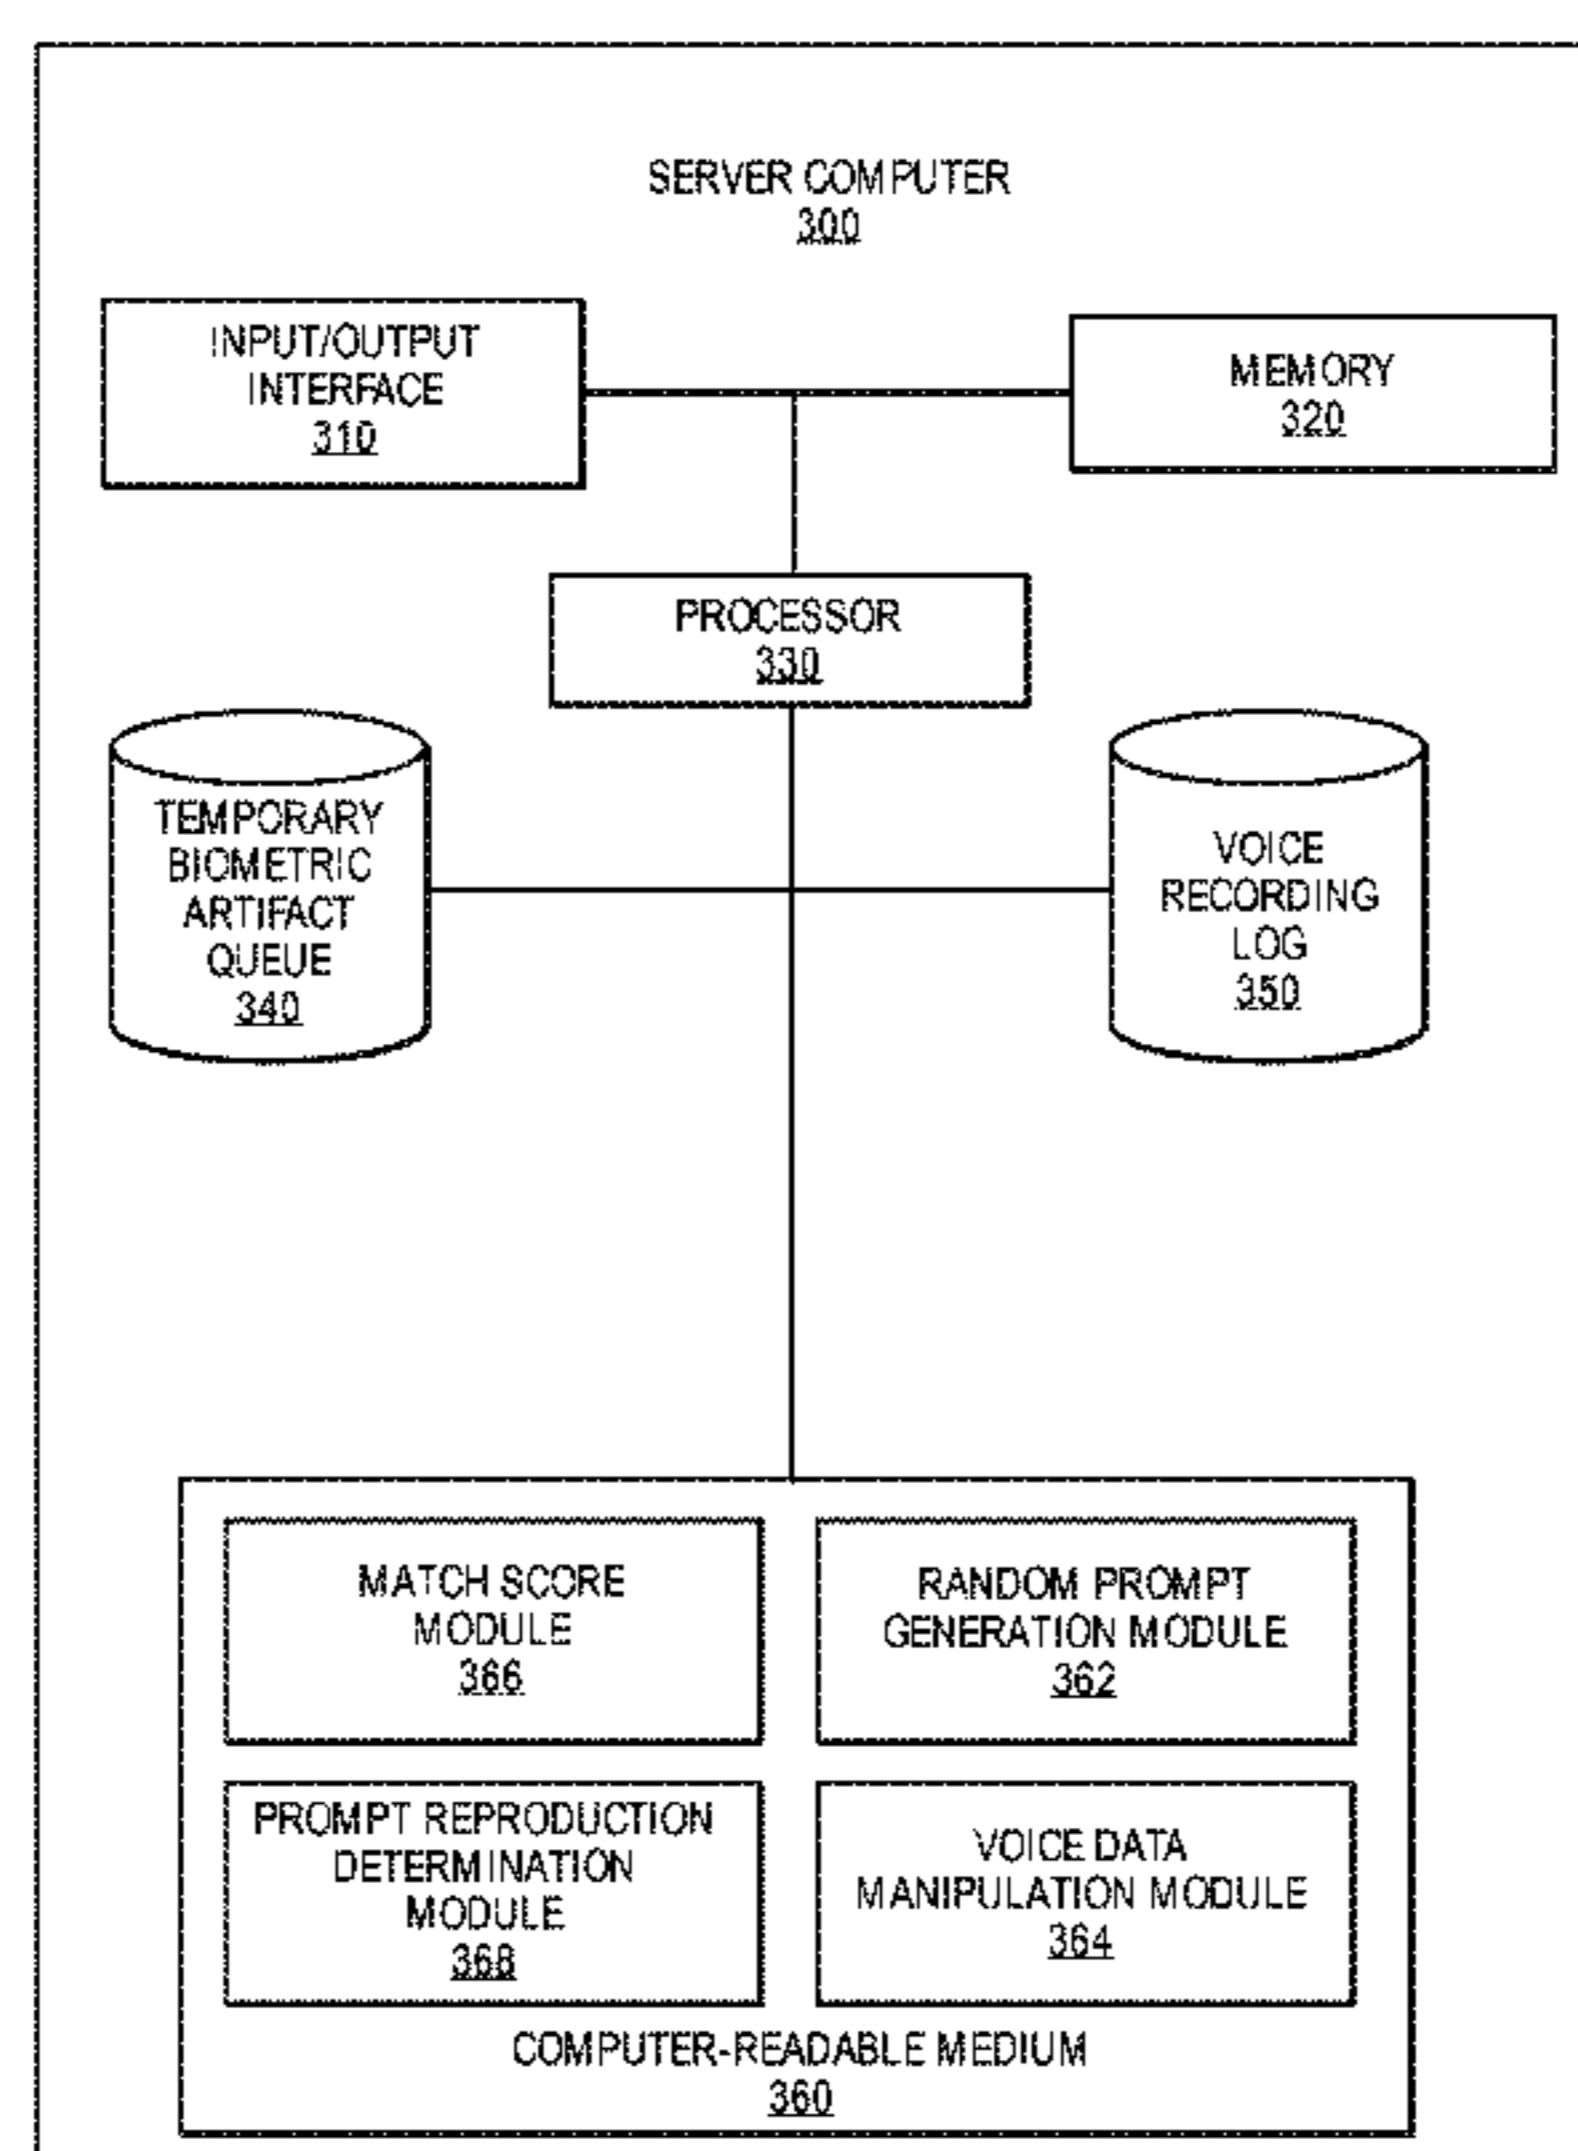 SERVER COMPUTER
300
INPUT/OUTPUT
INTERFACE
310
MEMORY
320
PROCESSOR
330
TEMPORARY
BIOMETRIC
ARTIFACT
QUEUE
340
VOICE
RECORDING
LOG
350
MATCH SCORE
MODULE
366
RANDOM PROMPT
GENERATION MODULE
362
PROMPT REPRODUCTION
DETERMINATION
MODULE
368
VOICE DATA
MANIPULATION MODULE
364
COMPUTER-READABLE MEDIUM
360